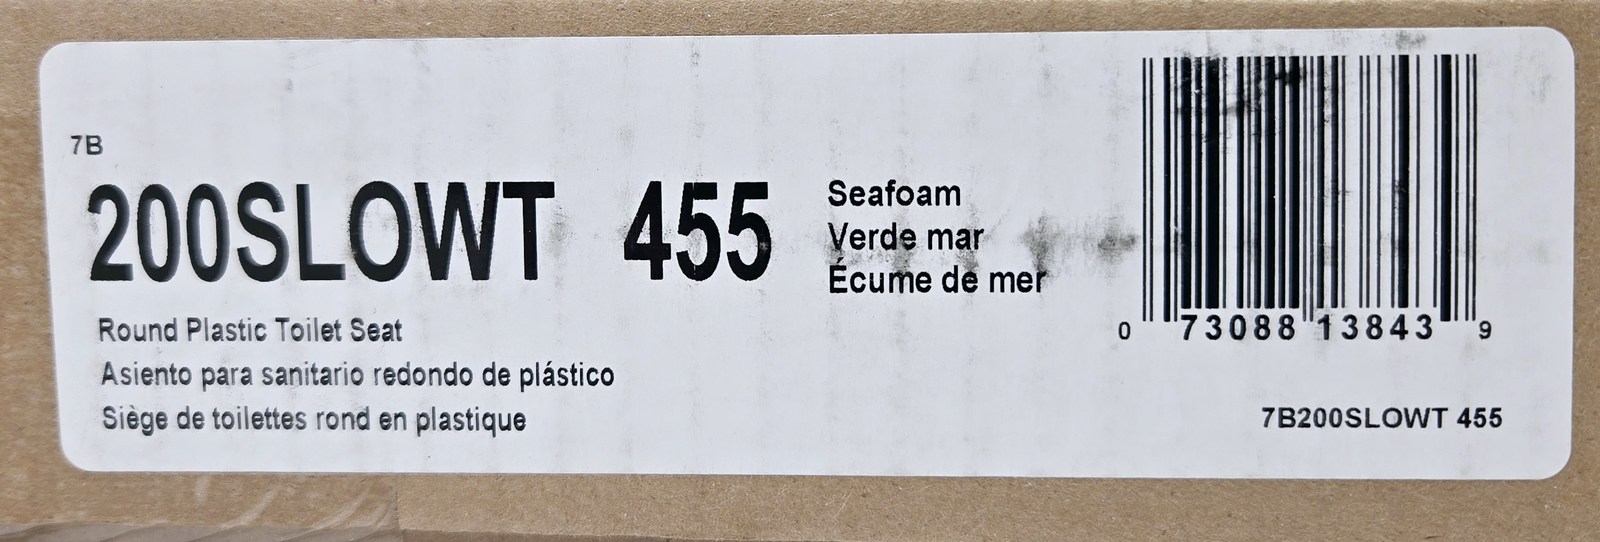 7B
200SLOWT 455
Seafoam
Verde mar
Écume de mer
Round Plastic Toilet Seat
Asiento para sanitario redondo de plástico
Siège de toilettes rond en plastique
0 73088 13843 9
7B200SLOWT 455